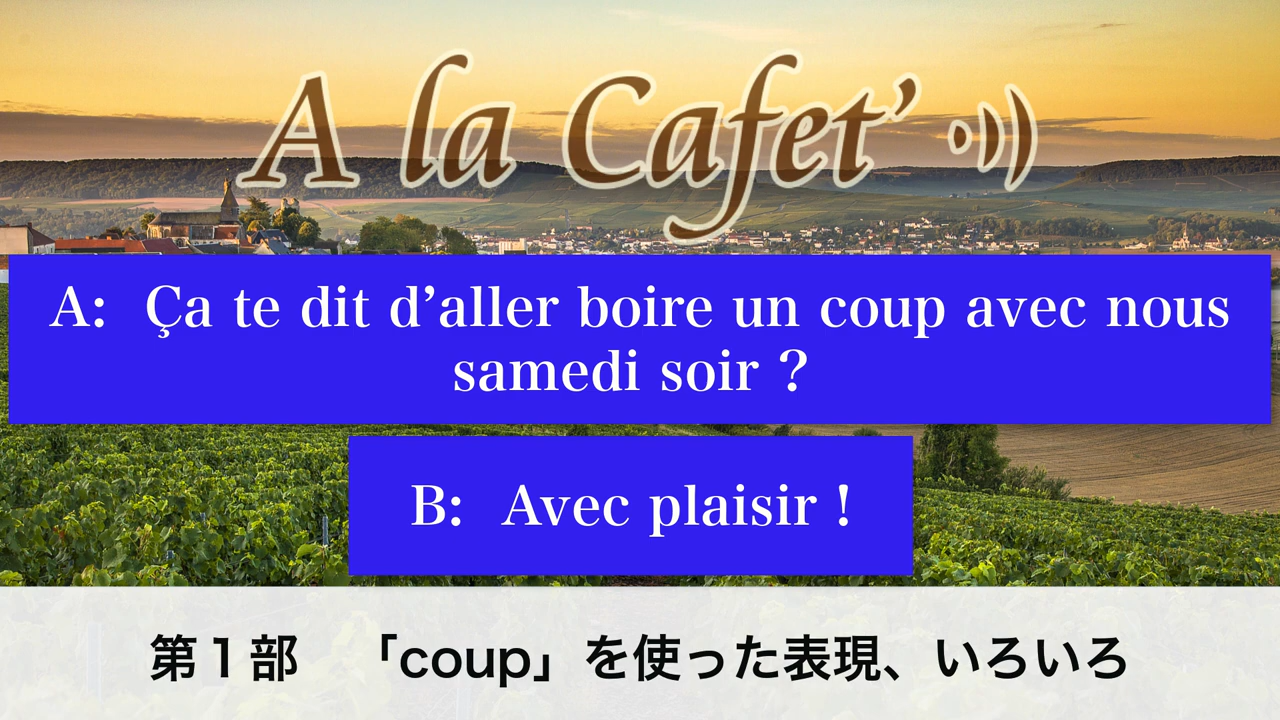 A la Cafet’
A: Ça te dit d’aller boire un coup avec nous
samedi soir ?
B: Avec plaisir !
第１部　「coup」を使った表現、いろいろ